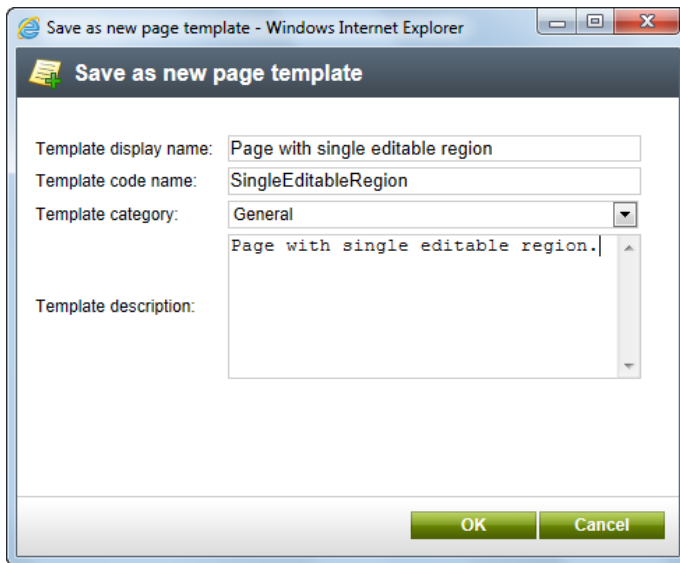 Save as new page template - Windows Internet Explorer
Save as new page template
Template display name: Page with single editable region
Template code name: SingleEditableRegion
Template category: General
Page with single editable region.
Template description:
OK Cancel